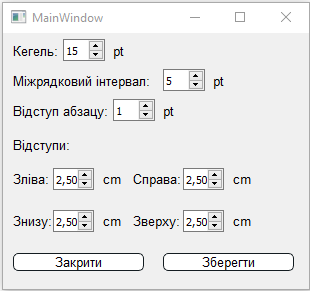 MainWindow
Кегель: 15 pt
Міжрядковий інтервал: 5 pt
Відступ абзацу: 1 pt
Відступи:
Зліва: 2,50 cm Справа: 2,50 cm
Знизу: 2,50 cm Зверху: 2,50 cm
Закрити Зберегти